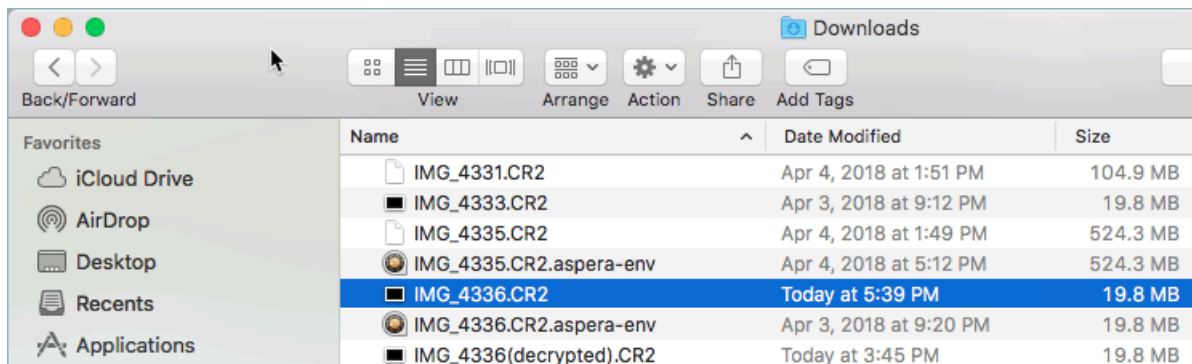 Downloads
Back/Forward View Arrange Action Share Add Tags
Favorites
iCloud Drive
AirDrop
Desktop
Recents
Applications
Name Date Modified Size
IMG_4331.CR2 Apr 4, 2018 at 1:51 PM 104.9 MB
IMG_4333.CR2 Apr 3, 2018 at 9:12 PM 19.8 MB
IMG_4335.CR2 Apr 4, 2018 at 1:49 PM 524.3 MB
IMG_4335.CR2.aspera-env Apr 4, 2018 at 5:12 PM 524.3 MB
IMG_4336.CR2 Today at 5:39 PM 19.8 MB
IMG_4336.CR2.aspera-env Apr 3, 2018 at 9:20 PM 19.8 MB
IMG_4336(decrypted).CR2 Today at 3:45 PM 19.8 MB